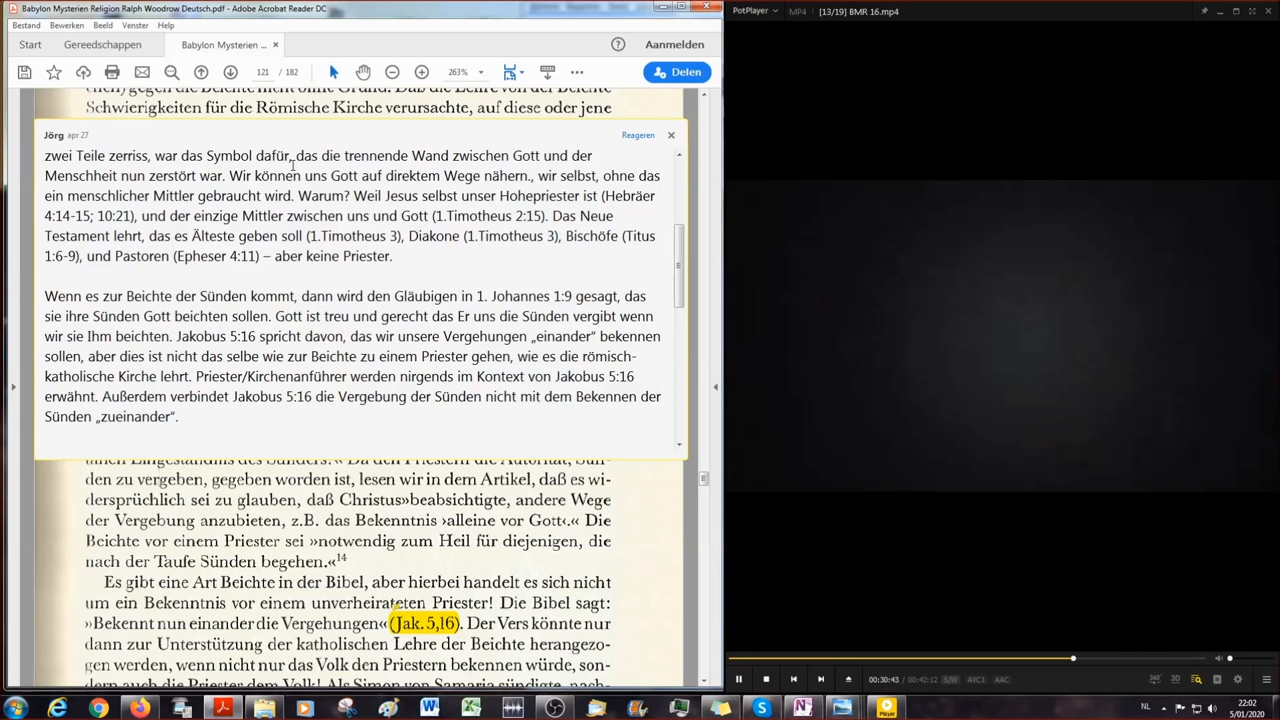 Babylon Mysterien Religion Ralph Woodrow Deutsch.pdf - Adobe Acrobat Reader DC
Bestand Bewerken Beeld Venster Help
Start Gereedschappen Babylon Mysterien ... × Aanmelden
121 / 182 263% Delen
Schwierigkeiten für die Römische Kirche verursachte, auf diese oder jene
Jörg apr 27 Reageren
zwei Teile zerriss, war das Symbol dafür, das die trennende Wand zwischen Gott und der
Menschheit nun zerstört war. Wir können uns Gott auf direktem Wege nähern., wir selbst, ohne das
ein menschlicher Mittler gebraucht wird. Warum? Weil Jesus selbst unser Hohepriester ist (Hebräer
4:14-15; 10:21), und der einzige Mittler zwischen uns und Gott (1.Timotheus 2:15). Das Neue
Testament lehrt, das es Älteste geben soll (1.Timotheus 3), Diakone (1.Timotheus 3), Bischöfe (Titus
1:6-9), und Pastoren (Epheser 4:11) – aber keine Priester.
Wenn es zur Beichte der Sünden kommt, dann wird den Gläubigen in 1. Johannes 1:9 gesagt, das
sie ihre Sünden Gott beichten sollen. Gott ist treu und gerecht das Er uns die Sünden vergibt wenn
wir sie Ihm beichten. Jakobus 5:16 spricht davon, das wir unsere Vergehungen „einander“ bekennen
sollen, aber dies ist nicht das selbe wie zur Beichte zu einem Priester gehen, wie es die römisch-
katholische Kirche lehrt. Priester/Kirchenanführer werden nirgends im Kontext von Jakobus 5:16
erwähnt. Außerdem verbindet Jakobus 5:16 die Vergebung der Sünden nicht mit dem Bekennen der
Sünden „zueinander“.
den zu vergeben, gegeben worden ist, lesen wir in dem Artikel, daß es wi-
dersprüchlich sei zu glauben, daß Christus»beabsichtigte, andere Wege
der Vergebung anzubieten, z.B. das Bekenntnis ›alleine vor Gott‹.« Die
Beichte vor einem Priester sei »notwendig zum Heil für diejenigen, die
nach der Taufe Sünden begehen.«14
Es gibt eine Art Beichte in der Bibel, aber hierbei handelt es sich nicht
um ein Bekenntnis vor einem unverheirateten Priester! Die Bibel sagt:
»Bekennt nun einander die Vergehungen« (Jak. 5,16). Der Vers könnte nur
dann zur Unterstützung der katholischen Lehre der Beichte herangezo-
gen werden, wenn nicht nur das Volk den Priestern bekennen würde, son-
dern auch die Priester dem Volk! Als Simon von Samaria sündigte, nach-
PotPlayer MP4 [13/19] BMR 16.mp4
00:30:43 / 00:42:12 S/W AVC1 AAC
NL 22:02
5/01/2020